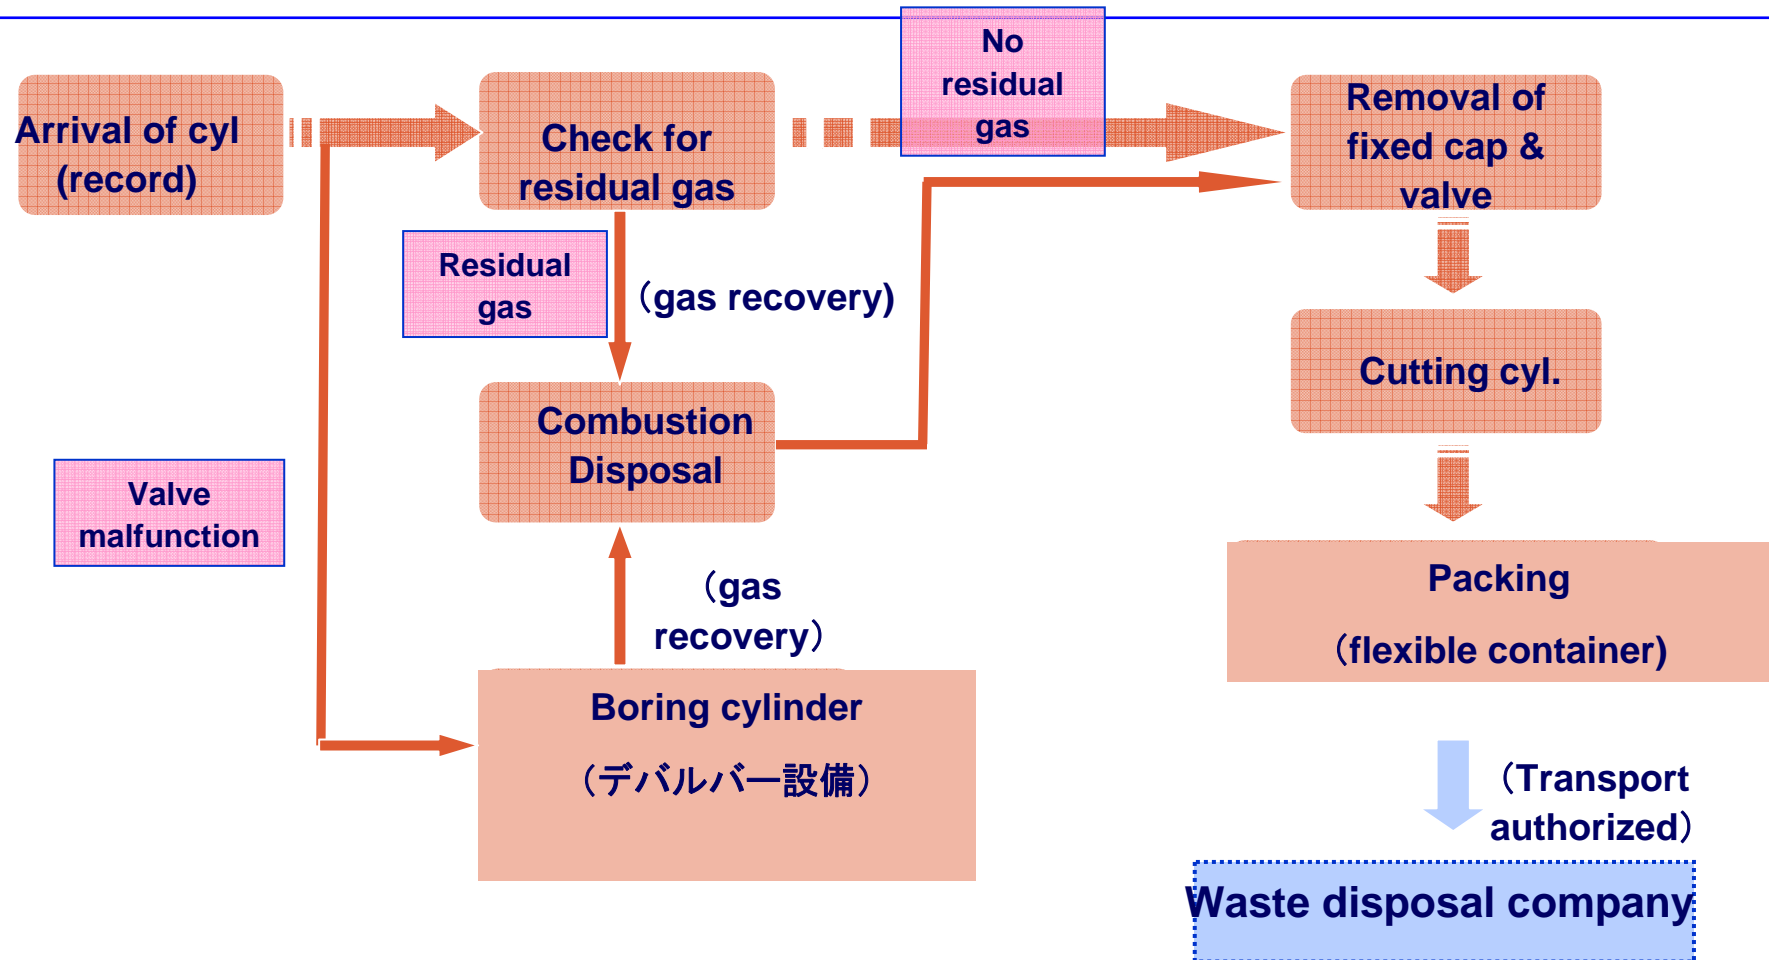 Arrival of cyl
(record)
Check for
residual gas
No
residual
gas
Removal of
fixed cap &
valve
Residual
gas
（gas recovery)
Cutting cyl.
Combustion
Disposal
Valve
malfunction
（gas
recovery）
Packing
（flexible container)
Boring cylinder
（デバルバー設備）
（Transport
authorized）
Waste disposal company